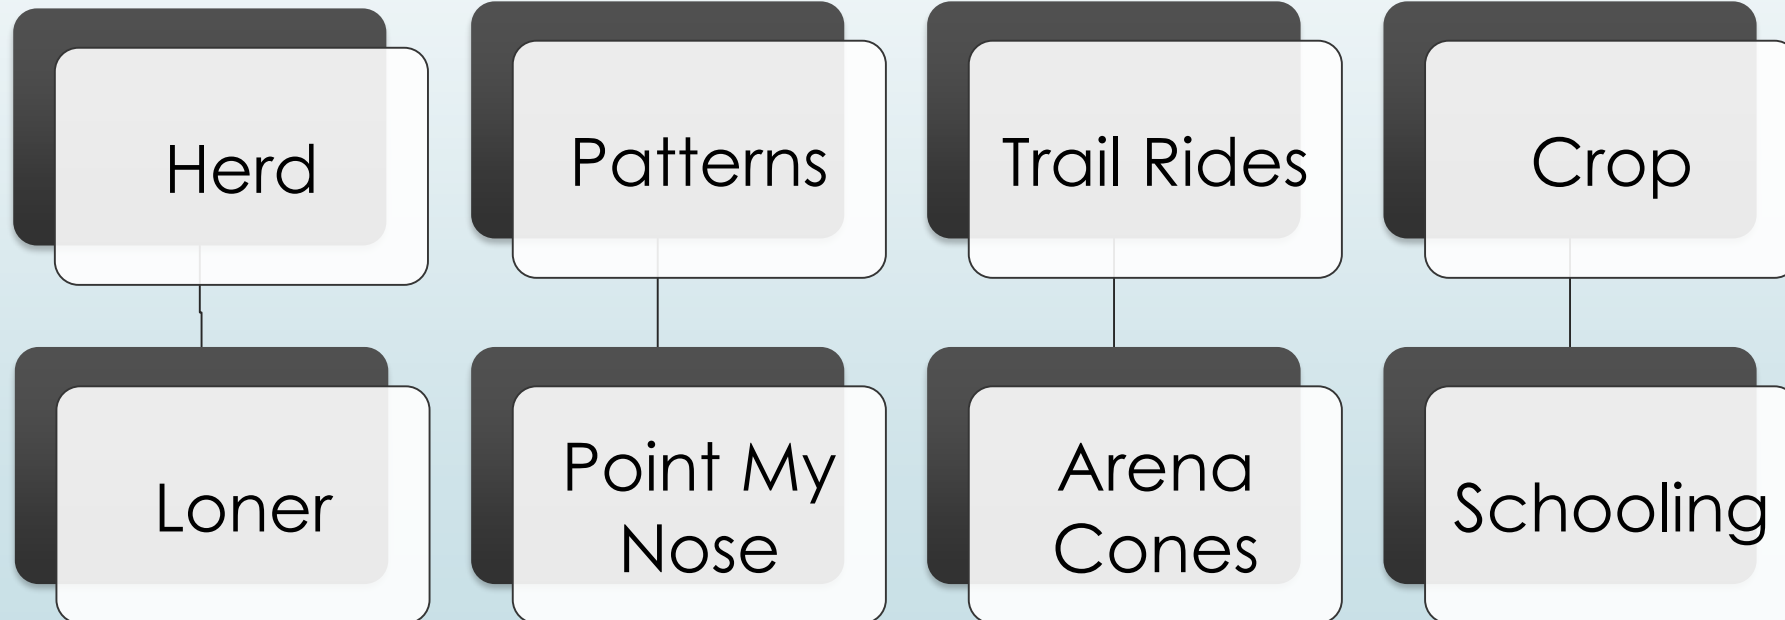 Herd
Patterns
Trail Rides
Crop
Loner
Point My
Nose
Arena
Cones
Schooling